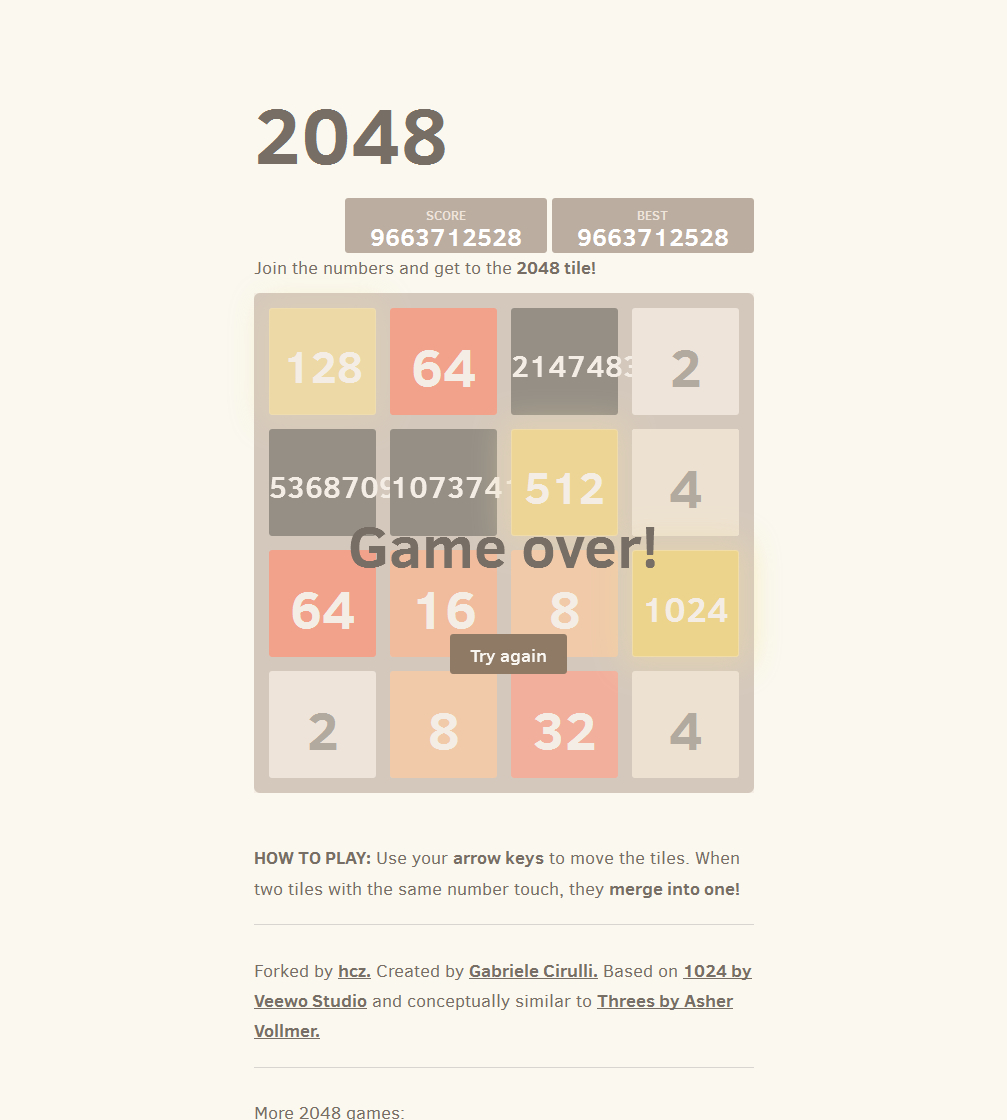 2048
SCORE
9663712528
BEST
9663712528
Join the numbers and get to the 2048 tile!
128
64
2147483
2
5368709
107374
512
4
Game over!
64
16
8
1024
Try again
2
8
32
4
HOW TO PLAY: Use your arrow keys to move the tiles. When
two tiles with the same number touch, they merge into one!
Forked by hcz. Created by Gabriele Cirulli. Based on 1024 by
Veewo Studio and conceptually similar to Threes by Asher
Vollmer.
More 2048 games: